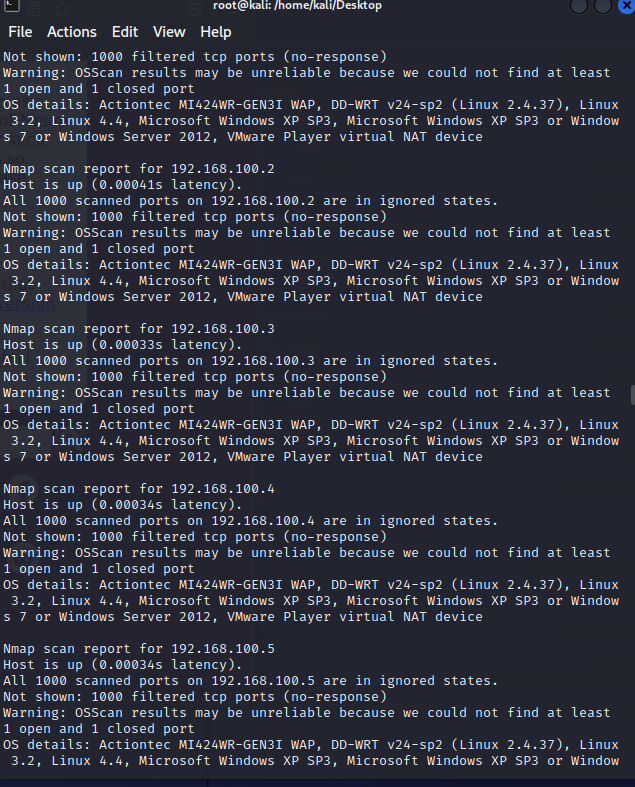 root@kali: /home/kali/Desktop
File Actions Edit View Help
Not shown: 1000 filtered tcp ports (no-response)
Warning: OSScan results may be unreliable because we could not find at least
1 open and 1 closed port
OS details: Actiontec MI424WR-GEN3I WAP, DD-WRT v24-sp2 (Linux 2.4.37), Linux
3.2, Linux 4.4, Microsoft Windows XP SP3, Microsoft Windows XP SP3 or Window
s 7 or Windows Server 2012, VMware Player virtual NAT device
Nmap scan report for 192.168.100.2
Host is up (0.00041s latency).
All 1000 scanned ports on 192.168.100.2 are in ignored states.
Not shown: 1000 filtered tcp ports (no-response)
Warning: OSScan results may be unreliable because we could not find at least
1 open and 1 closed port
OS details: Actiontec MI424WR-GEN3I WAP, DD-WRT v24-sp2 (Linux 2.4.37), Linux
3.2, Linux 4.4, Microsoft Windows XP SP3, Microsoft Windows XP SP3 or Window
s 7 or Windows Server 2012, VMware Player virtual NAT device
Nmap scan report for 192.168.100.3
Host is up (0.00033s latency).
All 1000 scanned ports on 192.168.100.3 are in ignored states.
Not shown: 1000 filtered tcp ports (no-response)
Warning: OSScan results may be unreliable because we could not find at least
1 open and 1 closed port
OS details: Actiontec MI424WR-GEN3I WAP, DD-WRT v24-sp2 (Linux 2.4.37), Linux
3.2, Linux 4.4, Microsoft Windows XP SP3, Microsoft Windows XP SP3 or Window
s 7 or Windows Server 2012, VMware Player virtual NAT device
Nmap scan report for 192.168.100.4
Host is up (0.00034s latency).
All 1000 scanned ports on 192.168.100.4 are in ignored states.
Not shown: 1000 filtered tcp ports (no-response)
Warning: OSScan results may be unreliable because we could not find at least
1 open and 1 closed port
OS details: Actiontec MI424WR-GEN3I WAP, DD-WRT v24-sp2 (Linux 2.4.37), Linux
3.2, Linux 4.4, Microsoft Windows XP SP3, Microsoft Windows XP SP3 or Window
s 7 or Windows Server 2012, VMware Player virtual NAT device
Nmap scan report for 192.168.100.5
Host is up (0.00034s latency).
All 1000 scanned ports on 192.168.100.5 are in ignored states.
Not shown: 1000 filtered tcp ports (no-response)
Warning: OSScan results may be unreliable because we could not find at least
1 open and 1 closed port
OS details: Actiontec MI424WR-GEN3I WAP, DD-WRT v24-sp2 (Linux 2.4.37), Linux
3.2, Linux 4.4, Microsoft Windows XP SP3, Microsoft Windows XP SP3 or Window